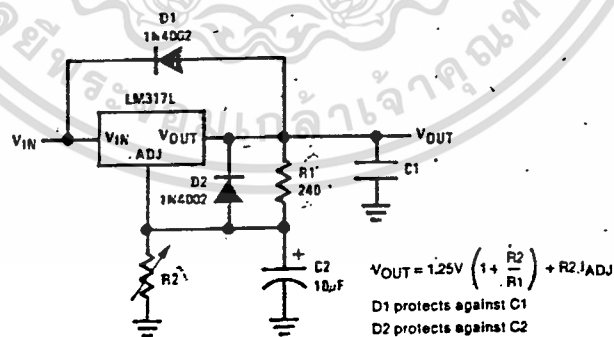 D1
1N4002
LM317L
VIN
VIN
VOUT
ADJ
VOUT
D2
1N4002
R1
240
C1
R2
+
C2
10μF
VOUT = 1.25V (1 + R2/R1) + R2.IADJ
D1 protects against C1
D2 protects against C2